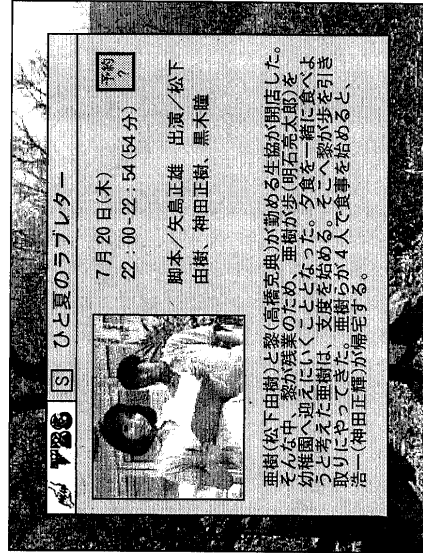 TBS S ひと夏のラブレター
7月20日(木)
22:00-22:54(54分)
予約
?
脚本/矢島正雄 出演/松下
由樹、神田正樹、黒木瞳
亜樹(松下由樹)と黎(高橋克典)が勤める生協が開店した。
そんな中、黎が残業のため、亜樹が歩(明石亮太郎)を
幼稚園へ迎えにいくこととなった。夕食を一緒に食べよ
うと考えた亜樹は、支度を始める。そこへ黎が歩を引き
取りにやってきた。亜樹らが4人で食事を始めると、
浩一(神田正輝)が帰宅する。